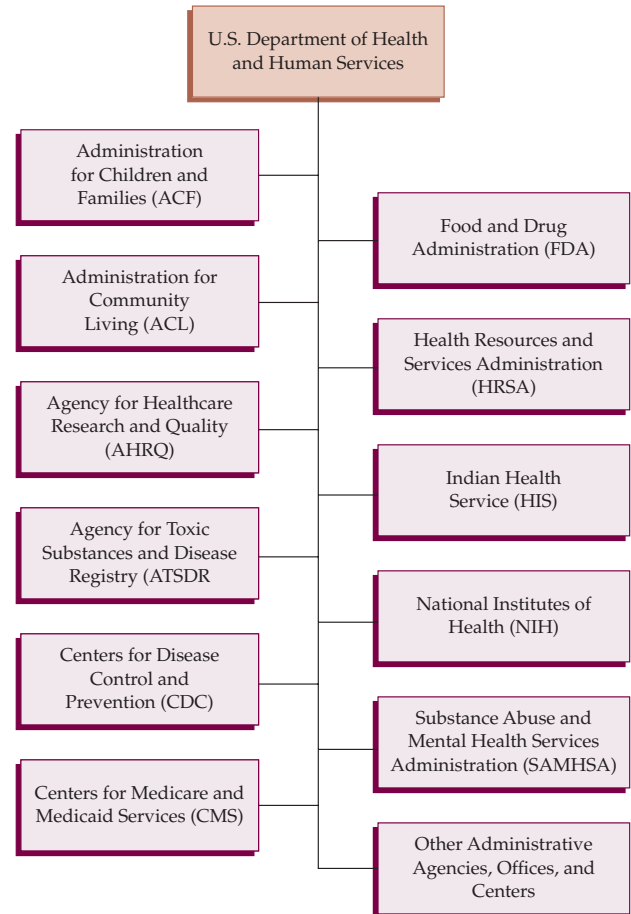 U.S. Department of Health
and Human Services
Administration
for Children and
Families (ACF)
Administration for
Community
Living (ACL)
Agency for Healthcare
Research and Quality
(AHRQ)
Agency for Toxic
Substances and Disease
Registry (ATSDR
Centers for Disease
Control and
Prevention (CDC)
Centers for Medicare and
Medicaid Services (CMS)
Food and Drug
Administration (FDA)
Health Resources and
Services Administration
(HRSA)
Indian Health
Service (HIS)
National Institutes of
Health (NIH)
Substance Abuse and
Mental Health Services
Administration (SAMHSA)
Other Administrative
Agencies, Offices, and
Centers